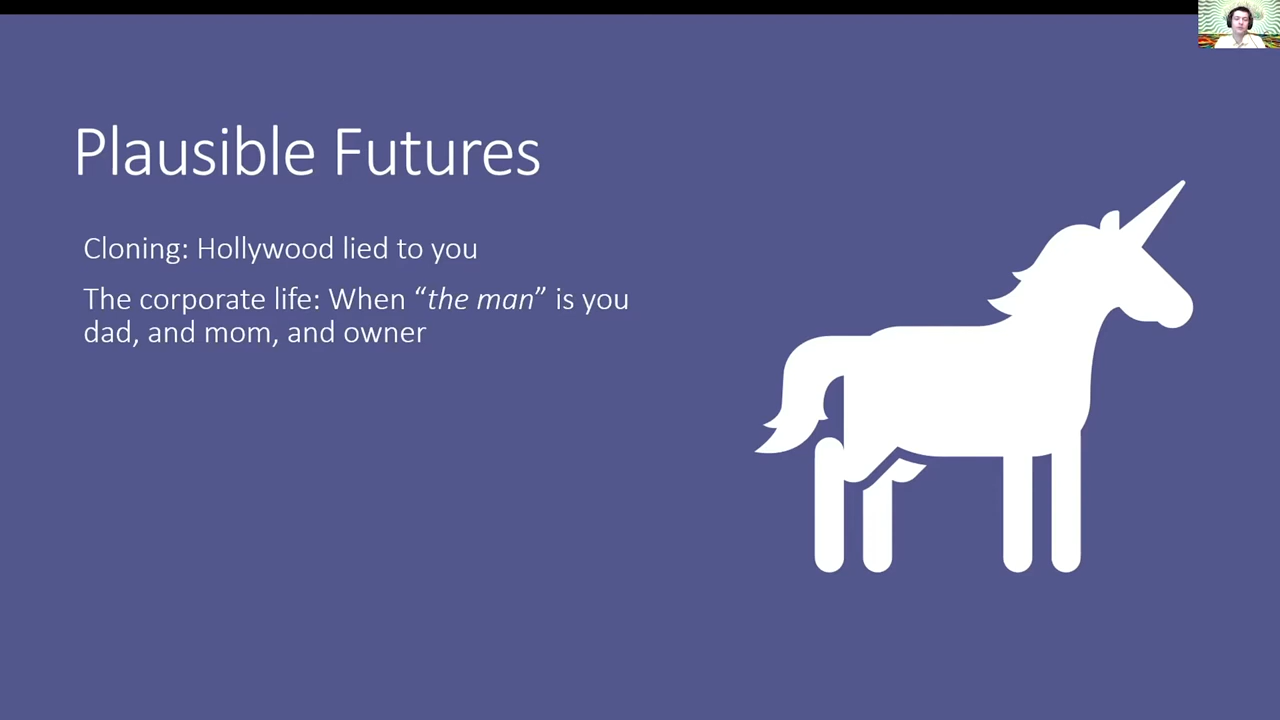 Plausible Futures
Cloning: Hollywood lied to you
The corporate life: When “the man” is you
dad, and mom, and owner